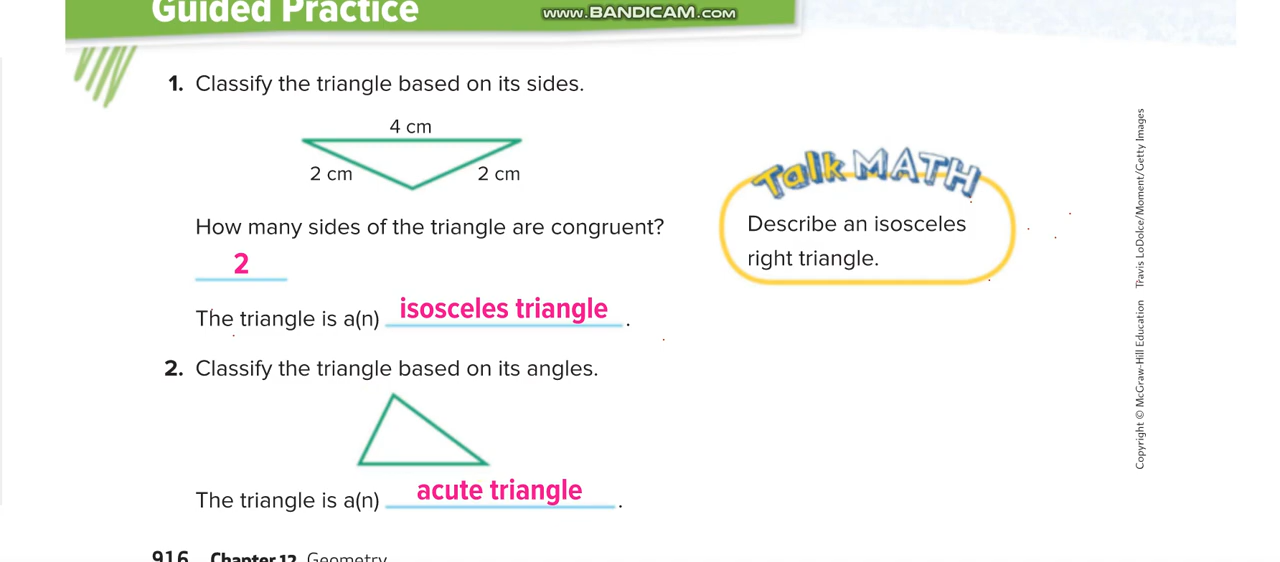 Guided Practice
www.BANDICAM.com
1. Classify the triangle based on its sides.
4 cm
2 cm
2 cm
How many sides of the triangle are congruent?
2
The triangle is a(n) isosceles triangle.
Talk MATH
Describe an isosceles
right triangle.
2. Classify the triangle based on its angles.
The triangle is a(n) acute triangle.
916 Chapter 12 Geometry
Copyright © McGraw-Hill Education Travis LoDolce/Moment/Getty Images